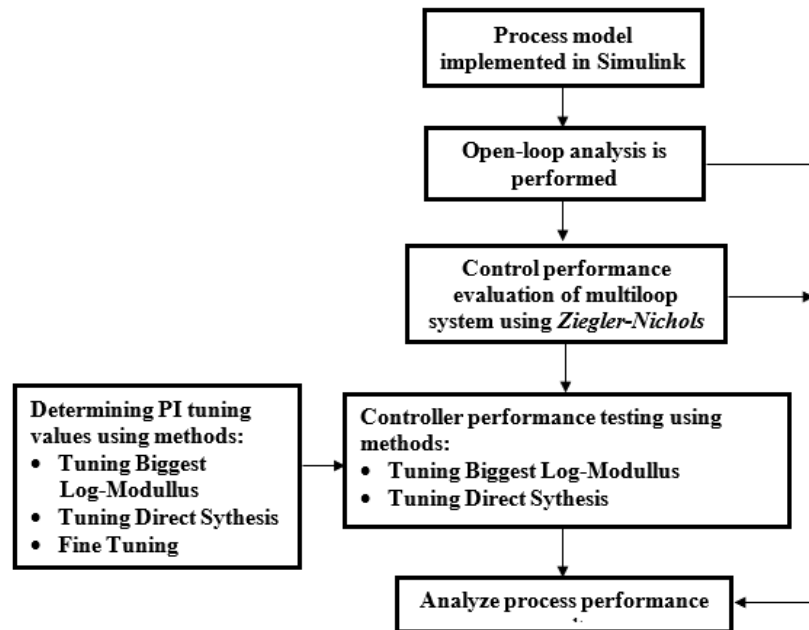 Process model
implemented in Simulink
Open-loop analysis is
performed
Control performance
evaluation of multiloop
system using Ziegler-Nichols
Determining PI tuning
values using methods:
• Tuning Biggest
Log-Modullus
• Tuning Direct Sythesis
• Fine Tuning
Controller performance testing using
methods:
• Tuning Biggest Log-Modullus
• Tuning Direct Sythesis
Analyze process performance